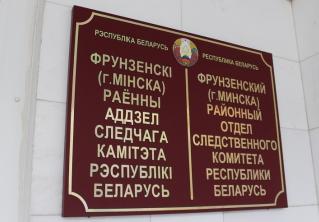 РЭСПУБЛІКА БЕЛАРУСЬ
ФРУНЗЕНСКІ
(г.МІНСКА)
РАЁННЫ
АДДЗЕЛ
СЛЕДЧАГА
КАМІТЭТА
РЭСПУБЛІКІ
БЕЛАРУСЬ
РЕСПУБЛИКА БЕЛАРУСЬ
ФРУНЗЕНСКИЙ
(г.МИНСКА)
РАЙОННЫЙ
ОТДЕЛ
СЛЕДСТВЕННОГО
КОМИТЕТА
РЕСПУБЛИКИ
БЕЛАРУСЬ